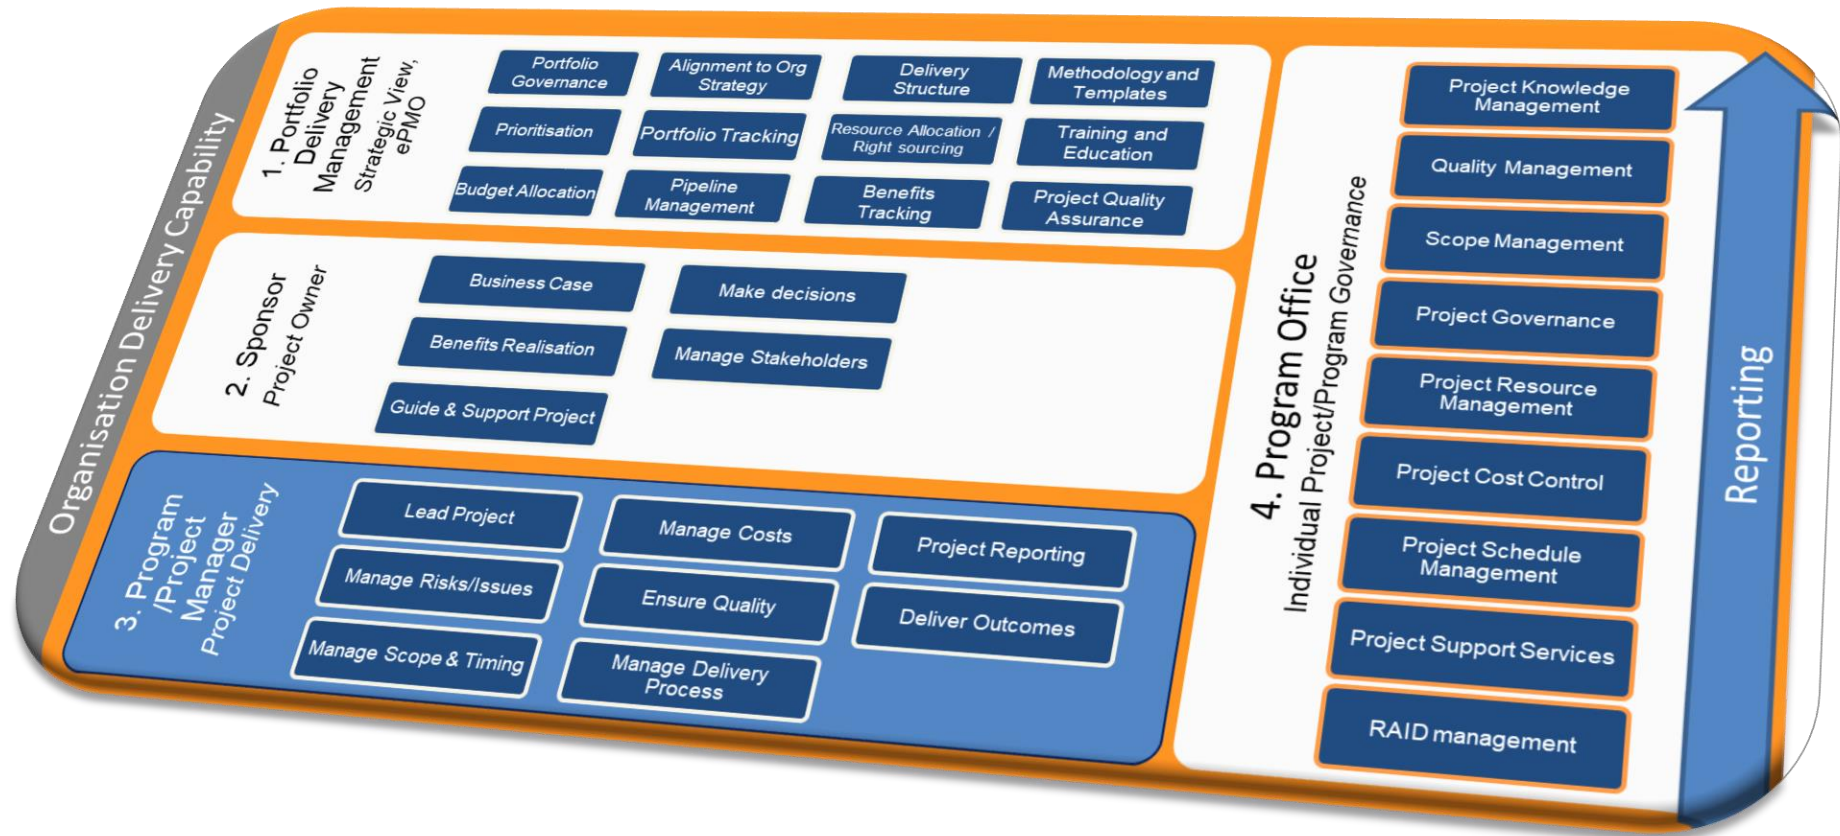 Organisation Delivery Capability
1. Portfolio
Delivery
Management
Strategic View,
ePMO
Portfolio
Governance
Alignment to Org
Strategy
Delivery
Structure
Methodology and
Templates
Prioritisation
Portfolio Tracking
Resource Allocation /
Right sourcing
Training and
Education
Budget Allocation
Pipeline
Management
Benefits
Tracking
Project Quality
Assurance
2. Sponsor
Project Owner
Business Case
Make decisions
Benefits Realisation
Manage Stakeholders
Guide & Support Project
3. Program
/Project
Manager
Project Delivery
Lead Project
Manage Costs
Project Reporting
Manage Risks/Issues
Ensure Quality
Deliver Outcomes
Manage Scope & Timing
Manage Delivery
Process
4. Program Office
Individual Project/Program Governance
Project Knowledge
Management
Quality Management
Scope Management
Project Governance
Project Resource
Management
Project Cost Control
Project Schedule
Management
Project Support Services
RAID management
Reporting